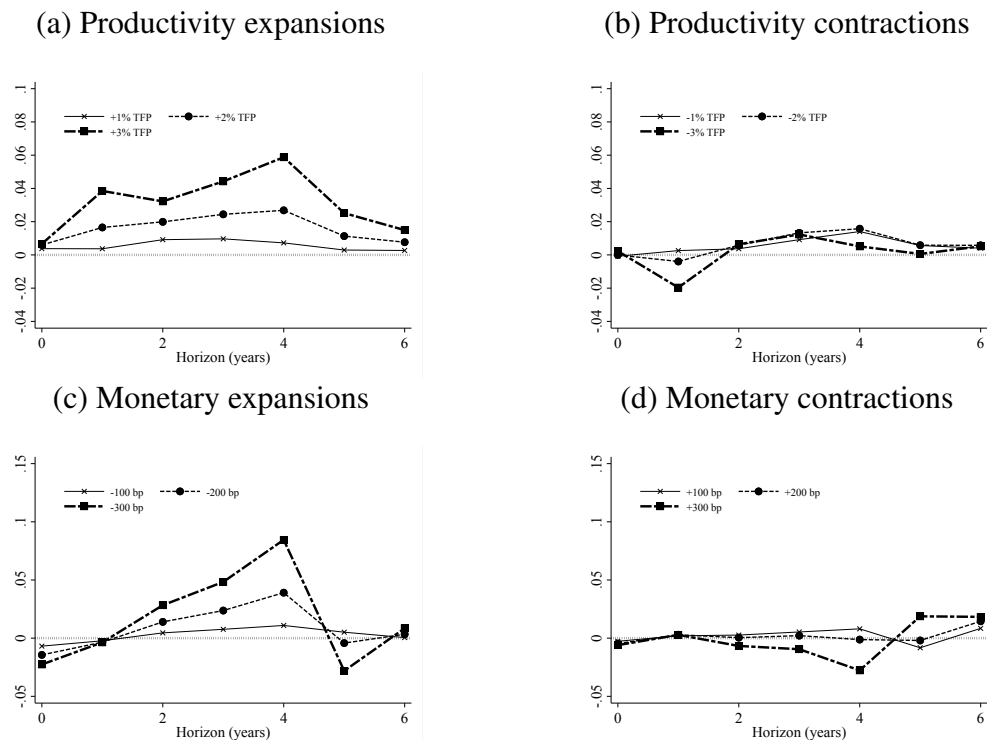 (a) Productivity expansions
(b) Productivity contractions
.1
.08
.06
.04
.02
0
-.02
-.04
+1% TFP
+2% TFP
+3% TFP
0 2 4 6
Horizon (years)
.1
.08
.06
.04
.02
0
-.02
-.04
-1% TFP
-2% TFP
-3% TFP
0 2 4 6
Horizon (years)
(c) Monetary expansions
(d) Monetary contractions
.15
.1
.05
0
-.05
-100 bp
-200 bp
-300 bp
0 2 4 6
Horizon (years)
.15
.1
.05
0
-.05
+100 bp
+200 bp
+300 bp
0 2 4 6
Horizon (years)